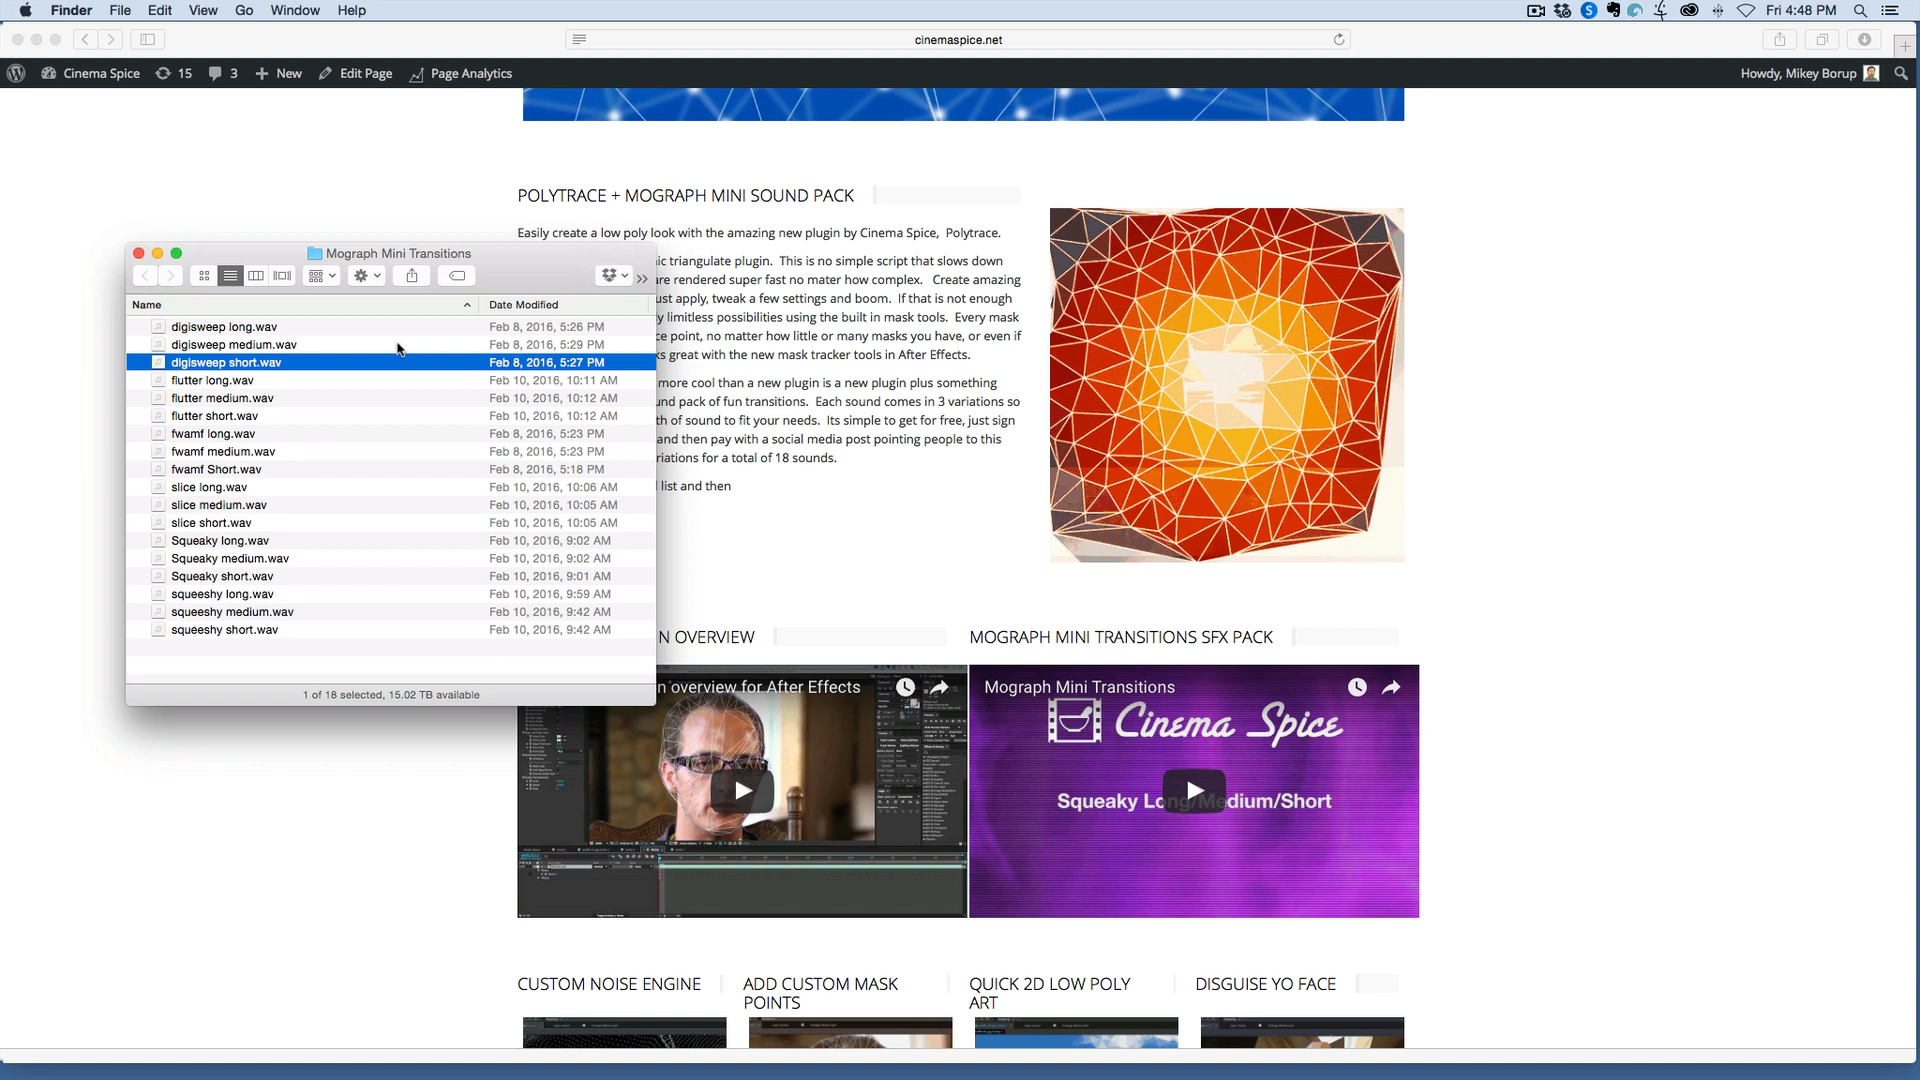 Finder File Edit View Go Window Help
Fri 4:48 PM
cinemaspice.net
Cinema Spice 15 3 New Edit Page Page Analytics
Howdy, Mikey Borup
POLYTRACE + MOGRAPH MINI SOUND PACK
Easily create a low poly look with the amazing new plugin by Cinema Spice, Polytrace.
ic triangulate plugin. This is no simple script that slows down
re rendered super fast no mater how complex. Create amazing
ust apply, tweak a few settings and boom. If that is not enough
y limitless possibilities using the built in mask tools. Every mask
ce point, no matter how little or many masks you have, or even if
ks great with the new mask tracker tools in After Effects.
more cool than a new plugin is a new plugin plus something
und pack of fun transitions. Each sound comes in 3 variations so
th of sound to fit your needs. Its simple to get for free, just sign
and then pay with a social media post pointing people to this
riations for a total of 18 sounds.
list and then
Mograph Mini Transitions
Name Date Modified
digisweep long.wav Feb 8, 2016, 5:26 PM
digisweep medium.wav Feb 8, 2016, 5:29 PM
digisweep short.wav Feb 8, 2016, 5:27 PM
flutter long.wav Feb 10, 2016, 10:11 AM
flutter medium.wav Feb 10, 2016, 10:12 AM
flutter short.wav Feb 10, 2016, 10:12 AM
fwamf long.wav Feb 8, 2016, 5:23 PM
fwamf medium.wav Feb 8, 2016, 5:23 PM
fwamf Short.wav Feb 8, 2016, 5:18 PM
slice long.wav Feb 10, 2016, 10:06 AM
slice medium.wav Feb 10, 2016, 10:05 AM
slice short.wav Feb 10, 2016, 10:05 AM
Squeaky long.wav Feb 10, 2016, 9:02 AM
Squeaky medium.wav Feb 10, 2016, 9:02 AM
Squeaky short.wav Feb 10, 2016, 9:01 AM
squeeshy long.wav Feb 10, 2016, 9:59 AM
squeeshy medium.wav Feb 10, 2016, 9:42 AM
squeeshy short.wav Feb 10, 2016, 9:42 AM
1 of 18 selected, 15.02 TB available
N OVERVIEW
MOGRAPH MINI TRANSITIONS SFX PACK
n overview for After Effects
Mograph Mini Transitions
Cinema Spice
Squeaky Long/Medium/Short
CUSTOM NOISE ENGINE
ADD CUSTOM MASK
POINTS
QUICK 2D LOW POLY
ART
DISGUISE YO FACE